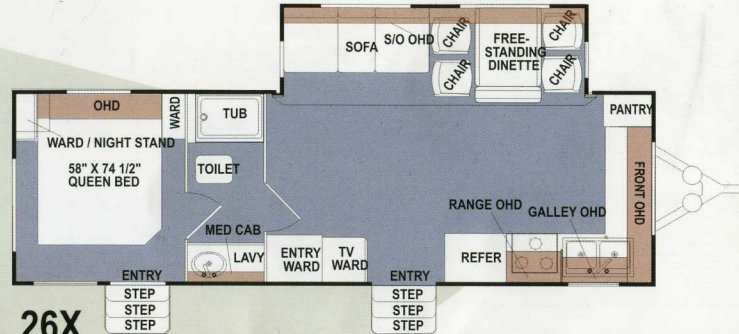 SOFA
S/O OHD
CHAIR
CHAIR
FREE-
STANDING
DINETTE
CHAIR
CHAIR
OHD
WARD
TUB
PANTRY
WARD / NIGHT STAND
58" X 74 1/2"
QUEEN BED
TOILET
FRONT OHD
RANGE OHD
GALLEY OHD
MED CAB
LAVY
ENTRY
WARD
TV
WARD
REFER
ENTRY
STEP
STEP
STEP
ENTRY
STEP
STEP
STEP
26X